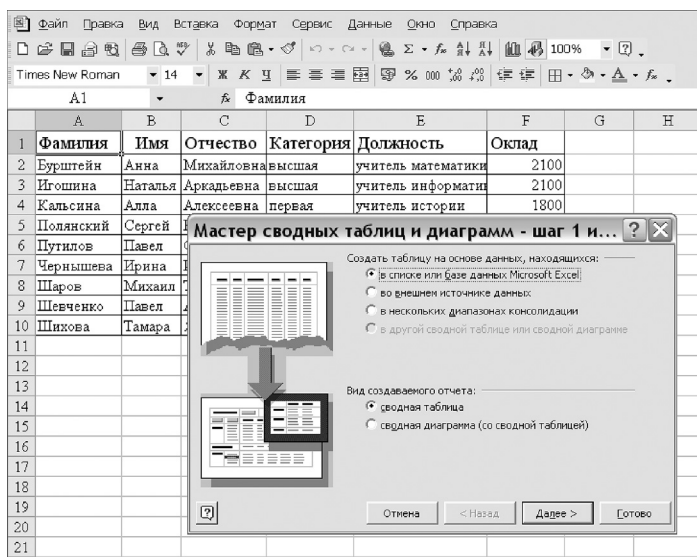 Файл Правка Вид Вставка Формат Сервис Данные Окно Справка
100%
Times New Roman 14 Ж К Ч % 000
A1 fx Фамилия
A B C D E F G H
1 Фамилия Имя Отчество Категория Должность Оклад
2 Бурштейн Анна Михайловна высшая учитель математики 2100
3 Игошина Наталья Аркадьевна высшая учитель информати 2100
4 Кальсина Алла Алексеевна первая учитель истории 1800
5 Полянский Сергей
6 Путилов Павел
7 Чернышева Ирина
8 Шаров Михаил
9 Шевченко Павел
10 Шихова Тамара
11
12
13
14
15
16
17
18
19
20
21
Мастер сводных таблиц и диаграмм - шаг 1 и...
Создать таблицу на основе данных, находящихся:
в списке или базе данных Microsoft Excel
во внешнем источнике данных
в нескольких диапазонах консолидации
в другой сводной таблице или сводной диаграмме
Вид создаваемого отчета:
сводная таблица
сводная диаграмма (со сводной таблицей)
Отмена < Назад Далее > Готово